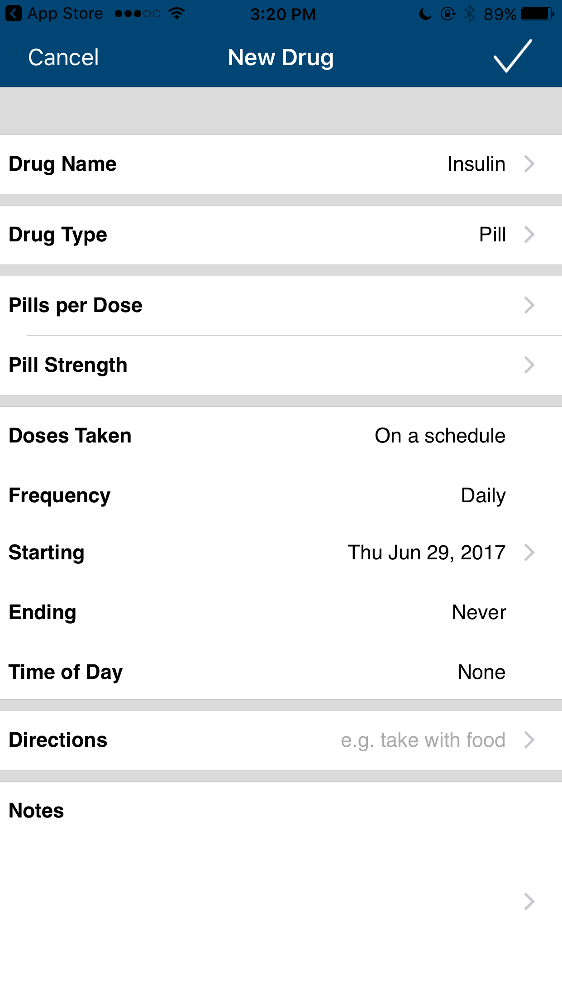 App Store 3:20 PM 89%
Cancel New Drug
Drug Name Insulin
Drug Type Pill
Pills per Dose
Pill Strength
Doses Taken On a schedule
Frequency Daily
Starting Thu Jun 29, 2017
Ending Never
Time of Day None
Directions e.g. take with food
Notes